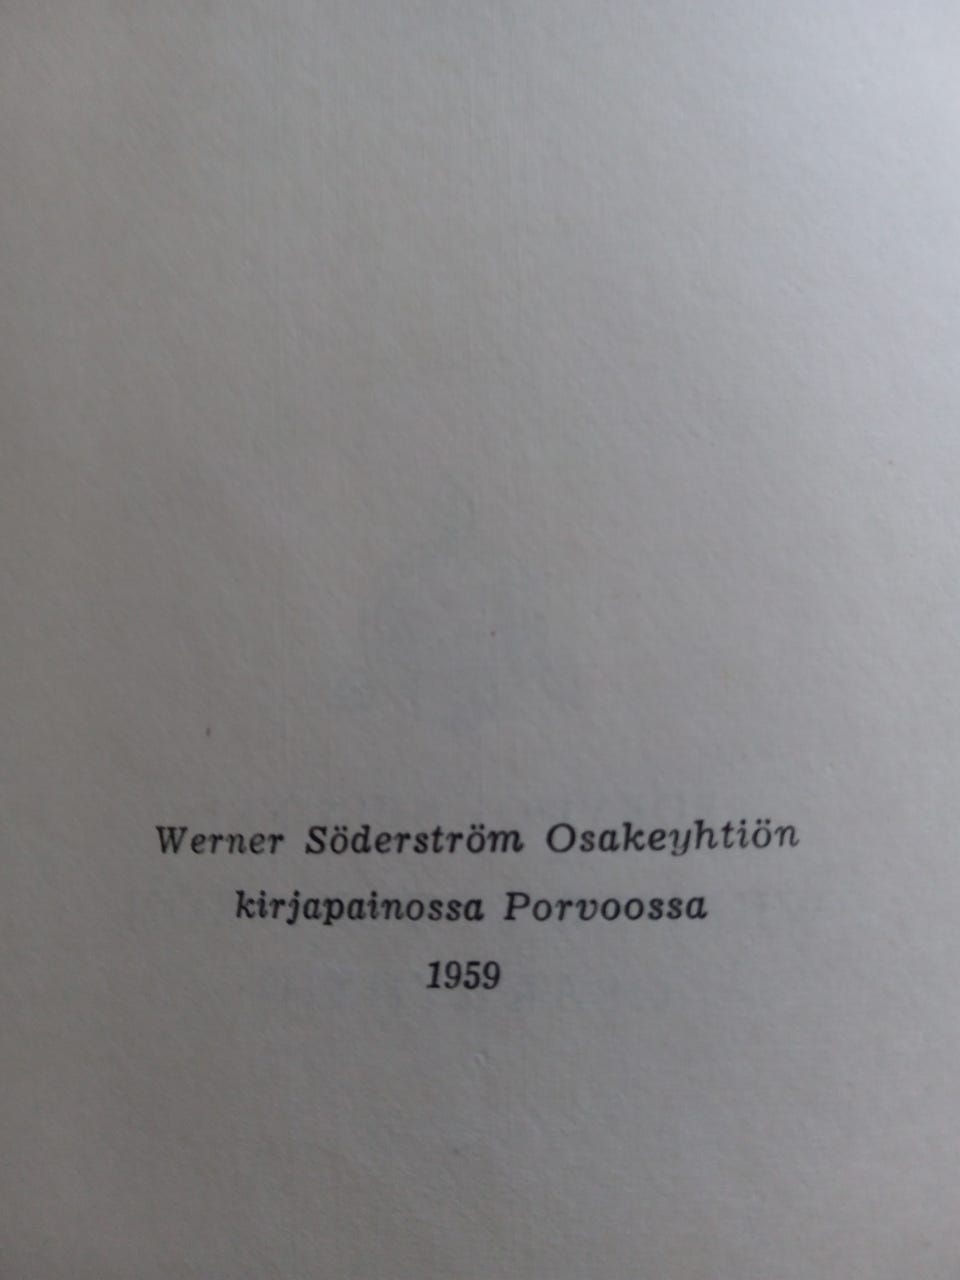 Werner Söderström Osakeyhtiön
kirjapainossa Porvoossa
1959